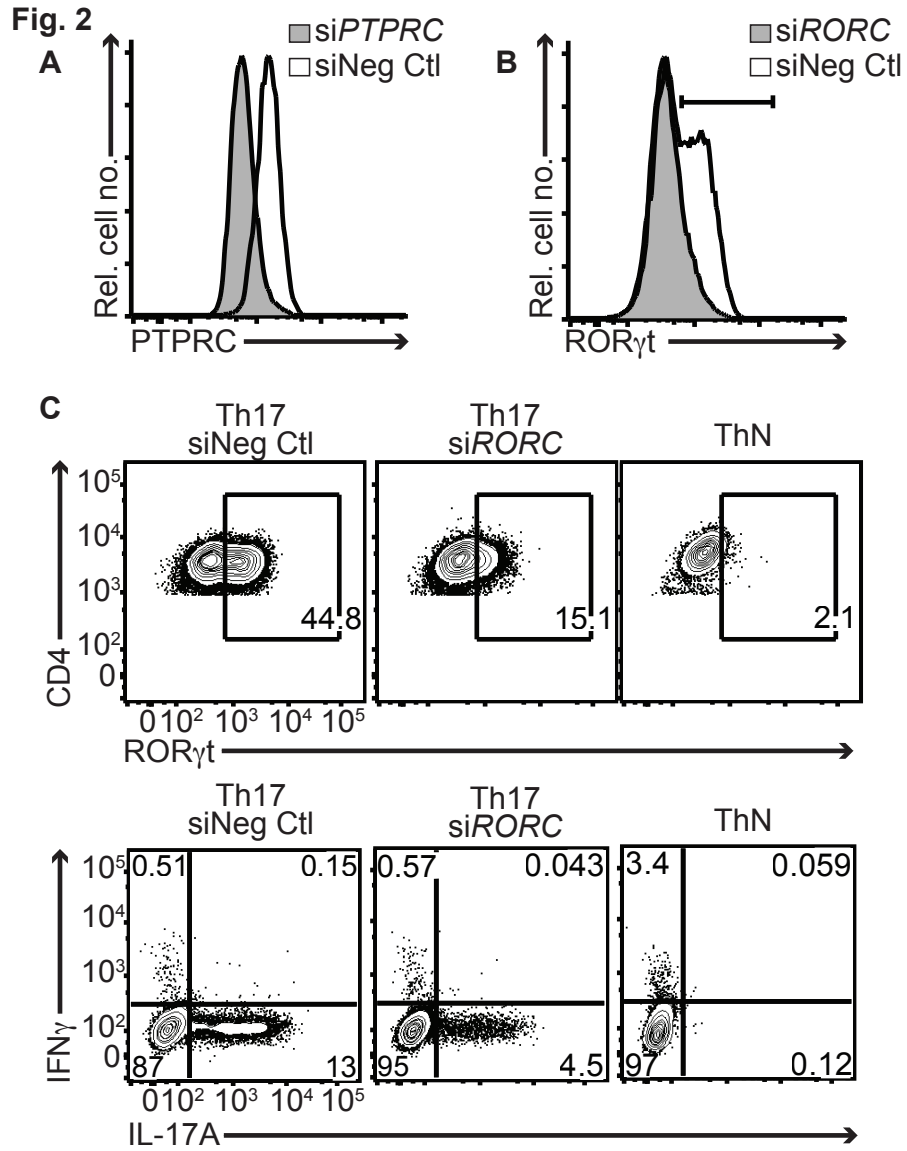 Fig. 2
A
siPTPRC
siNeg Ctl
Rel. cell no.
PTPRC
B
siRORC
siNeg Ctl
Rel. cell no.
RORγt
C
Th17
siNeg Ctl
Th17
siRORC
ThN
CD4
10⁵
10⁴
10³
10²
0
44.8
15.1
2.1
0 10² 10³ 10⁴ 10⁵
RORγt
Th17
siNeg Ctl
Th17
siRORC
ThN
IFNγ
10⁵
10⁴
10³
10²
0
0.51 0.15
87 13
0.57 0.043
95 4.5
3.4 0.059
97 0.12
0 10² 10³ 10⁴ 10⁵
IL-17A